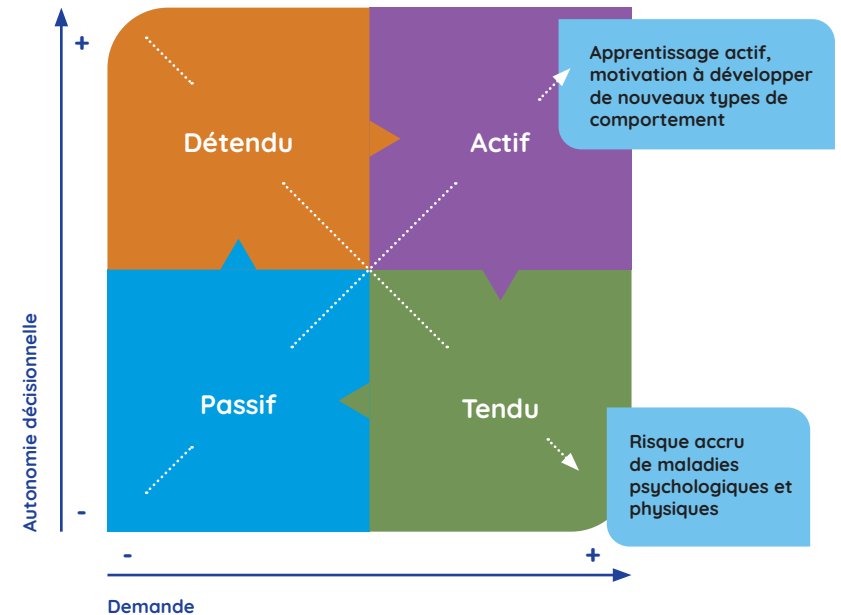 +
Apprentissage actif,
motivation à développer
de nouveaux types de
comportement
Détendu
Actif
Autonomie décisionnelle
Passif
Tendu
Risque accru
de maladies
psychologiques et
physiques
-
-
+
Demande